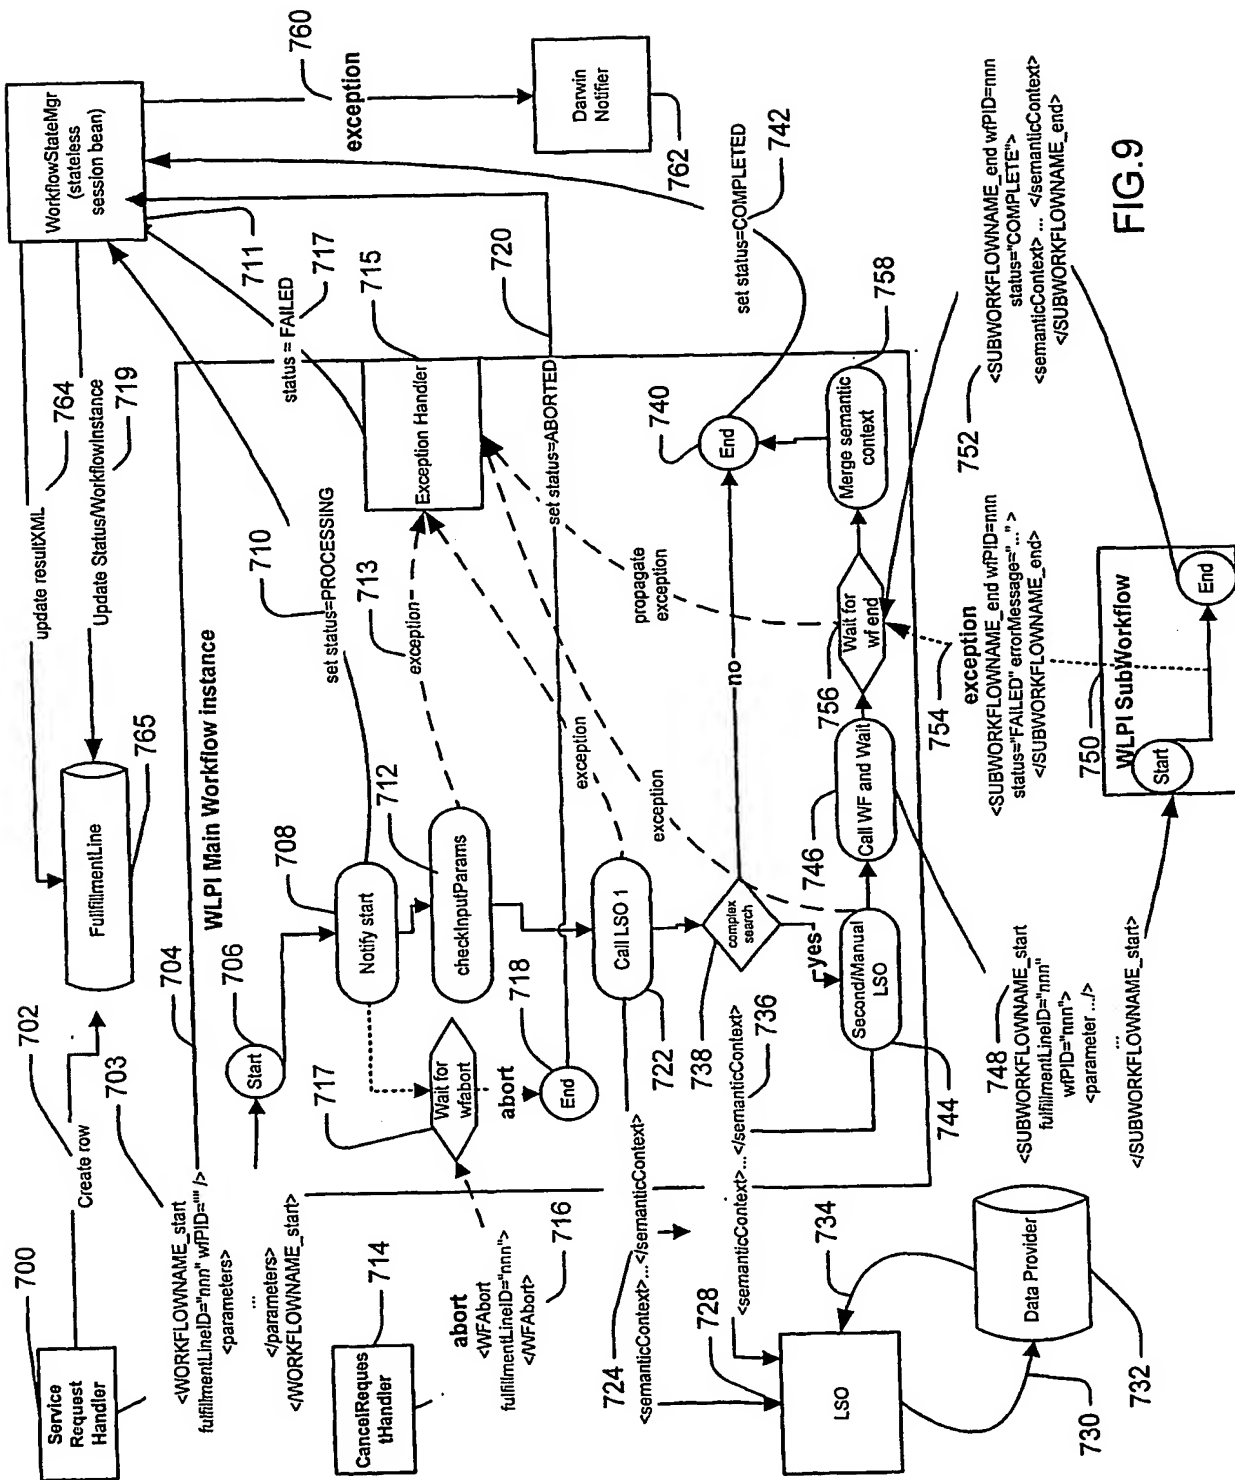 700
Service
Request
Handler
702
Create row
703
<WORKFLOWNAME_start
fulfillmentLineID="nnn" wfPID="" />
<parameters>
...
</parameters>
</WORKFLOWNAME_start>
704
FulfillmentLine
765
update resultXML
764
Update Status/WorkflowInstance
719
WorkflowStateMgr
(stateless
session bean)
711
760
exception
Darwin
Notifier
762
WLPI Main Workflow instance
706
Start
708
Notify start
710
set status=PROCESSING
712
checkInputParams
713
exception
status = FAILED
717
715
Exception Handler
720
set status=ABORTED
714
CancelReques
tHandler
abort
<WFAbort
fulfillmentLineID="nnn">
</WFAbort>
716
717
Wait for
wfabort
abort
718
End
Call LSO 1
722
exception
exception
724
<semanticContext>... </semanticContext>
728
<semanticContext>...</semanticContext>
736
738
complex
search
no
yes
740
End
set status=COMPLETED
742
Second/Manual
LSO
744
746
Call WF and Wait
756
Wait for
wf end
propagate
exception
Merge semantic
context
758
LSO
734
730
Data Provider
732
748
<SUBWORKFLOWNAME_start
fulfillmentLineID="nnn"
wfPID="nnn">
<parameter .../>
...
</SUBWORKFLOWNAME_start>
750
WLPI SubWorkflow
Start
End
754
exception
<SUBWORKFLOWNAME_end wfPID=nnn
status="FAILED" errorMessage="..." >
</SUBWORKFLOWNAME_end>
752
<SUBWORKFLOWNAME_end wfPID=nnn
status="COMPLETE">
<semanticContext> ... </semanticContext>
</SUBWORKFLOWNAME_end>
FIG.9